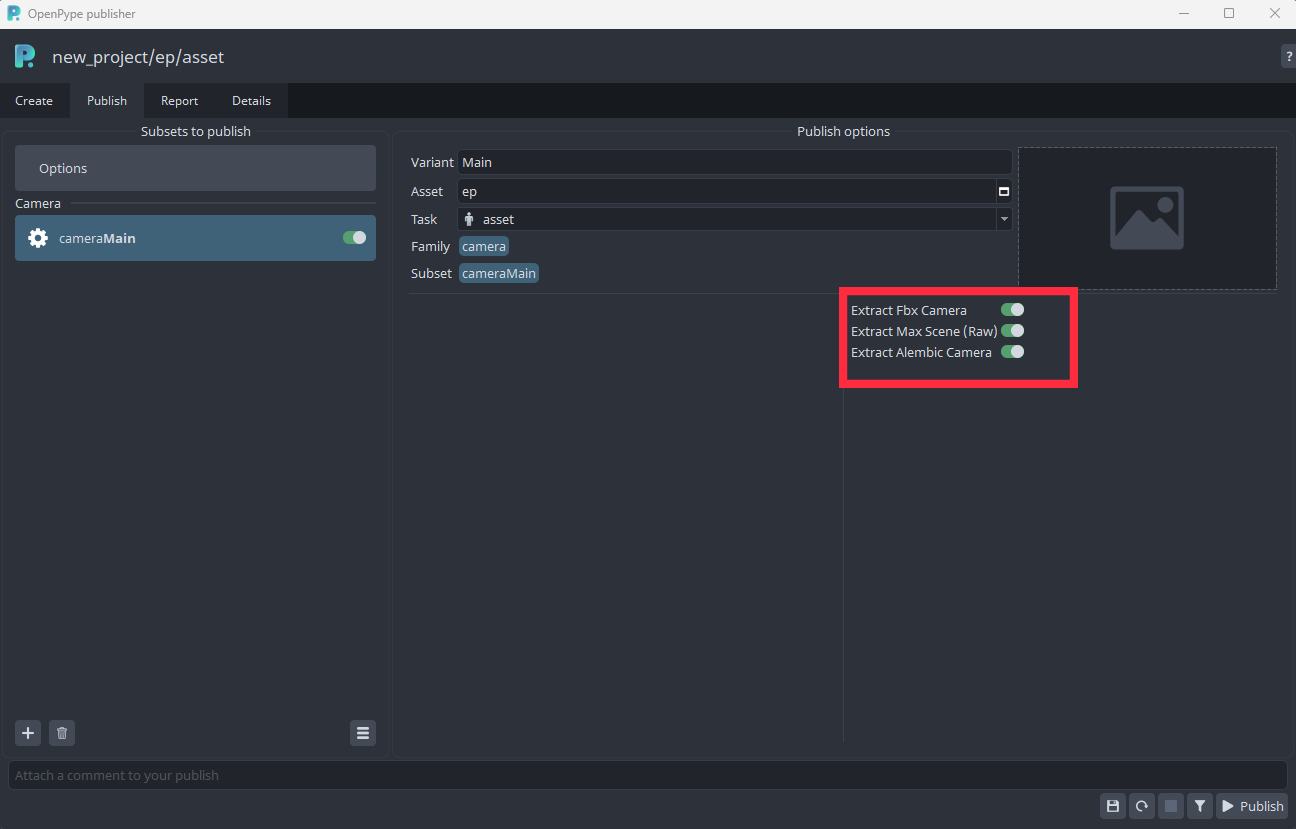 OpenPype publisher
new_project/ep/asset
?
Create Publish Report Details
Subsets to publish
Options
Camera
cameraMain
Publish options
Variant Main
Asset ep
Task asset
Family camera
Subset cameraMain
Extract Fbx Camera
Extract Max Scene (Raw)
Extract Alembic Camera
Attach a comment to your publish
Publish